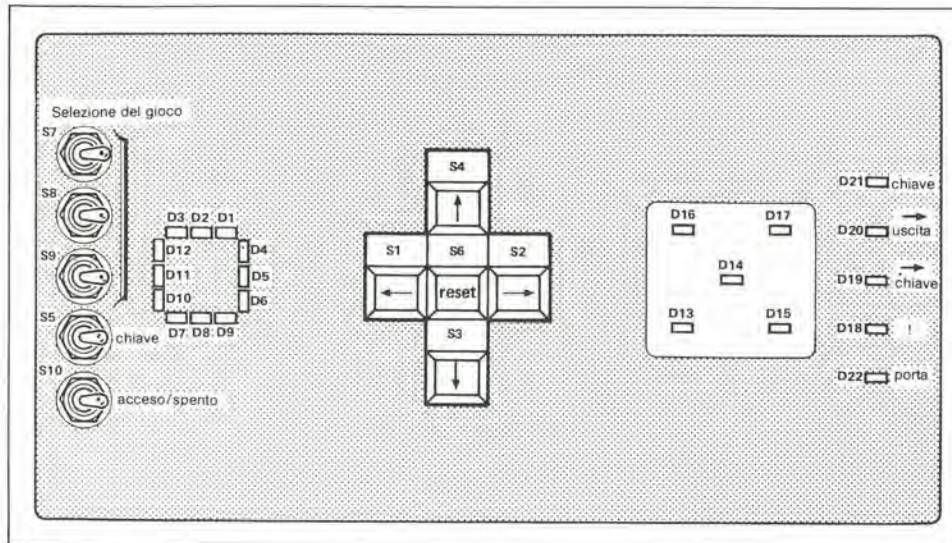 Selezione del gioco
S7
S8
S9
S5
chiave
S10
acceso/spento
D3 D2 D1
D12 D4
D11 D5
D10 D6
D7 D8 D9
S4
↑
S1 S6 S2
← reset →
S3
↓
D16 D17
D14
D13 D15
D21 chiave
→
D20 uscita
→
D19 chiave
D18 !
D22 porta